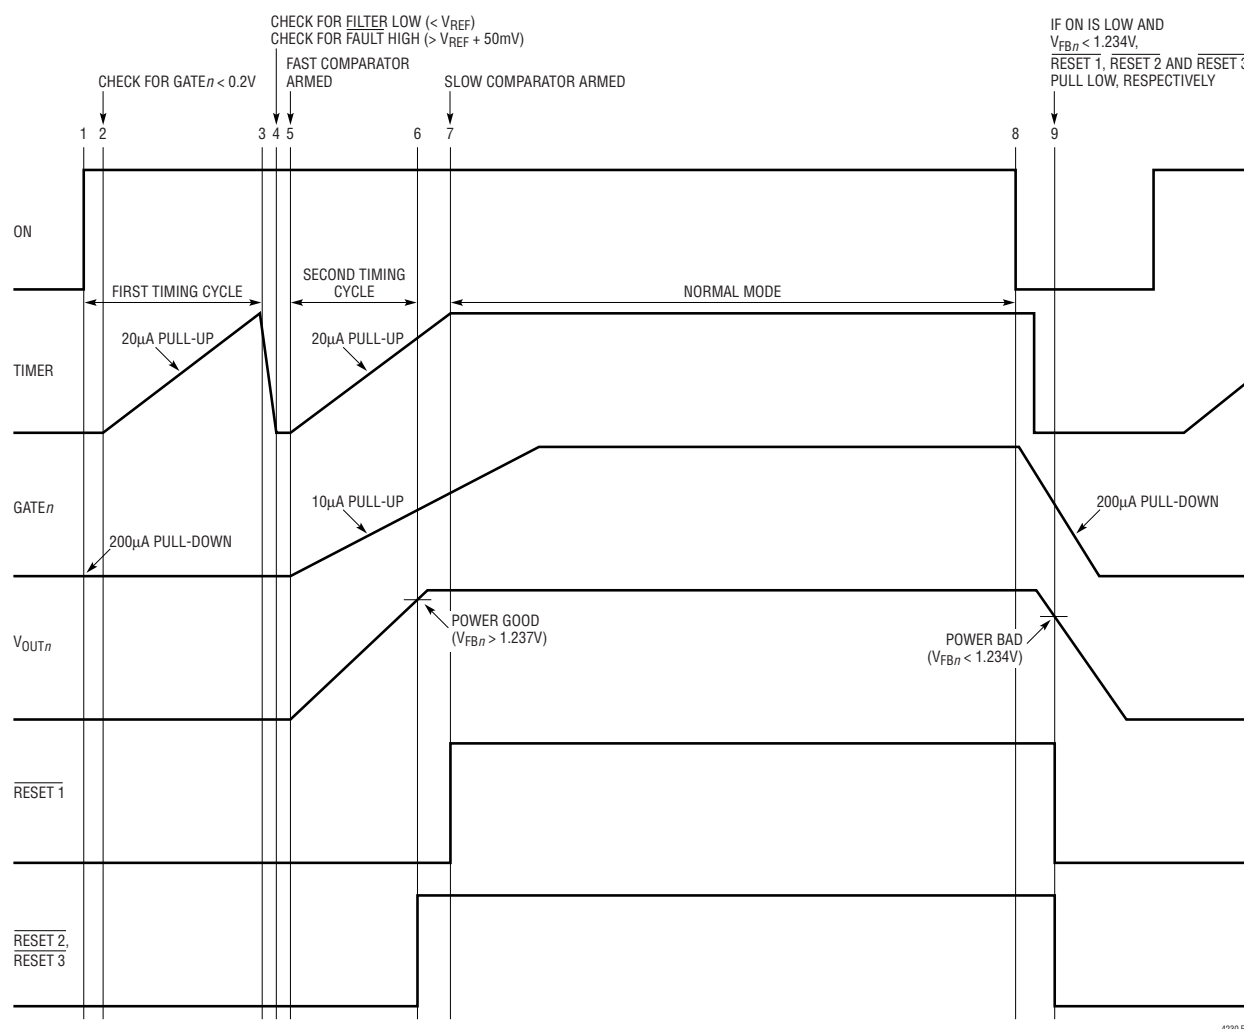 CHECK FOR FILTER LOW (< VREF)
CHECK FOR FAULT HIGH (> VREF + 50mV)
FAST COMPARATOR
ARMED
CHECK FOR GATEn < 0.2V
SLOW COMPARATOR ARMED
IF ON IS LOW AND
VFBn < 1.234V,
RESET 1, RESET 2 AND RESET 3
PULL LOW, RESPECTIVELY
1 2 3 4 5 6 7 8 9
ON
FIRST TIMING CYCLE
SECOND TIMING
CYCLE
NORMAL MODE
20µA PULL-UP
20µA PULL-UP
TIMER
10µA PULL-UP
GATEn
200µA PULL-DOWN
200µA PULL-DOWN
POWER GOOD
(VFBn > 1.237V)
POWER BAD
(VFBn < 1.234V)
VOUTn
RESET 1
RESET 2,
RESET 3